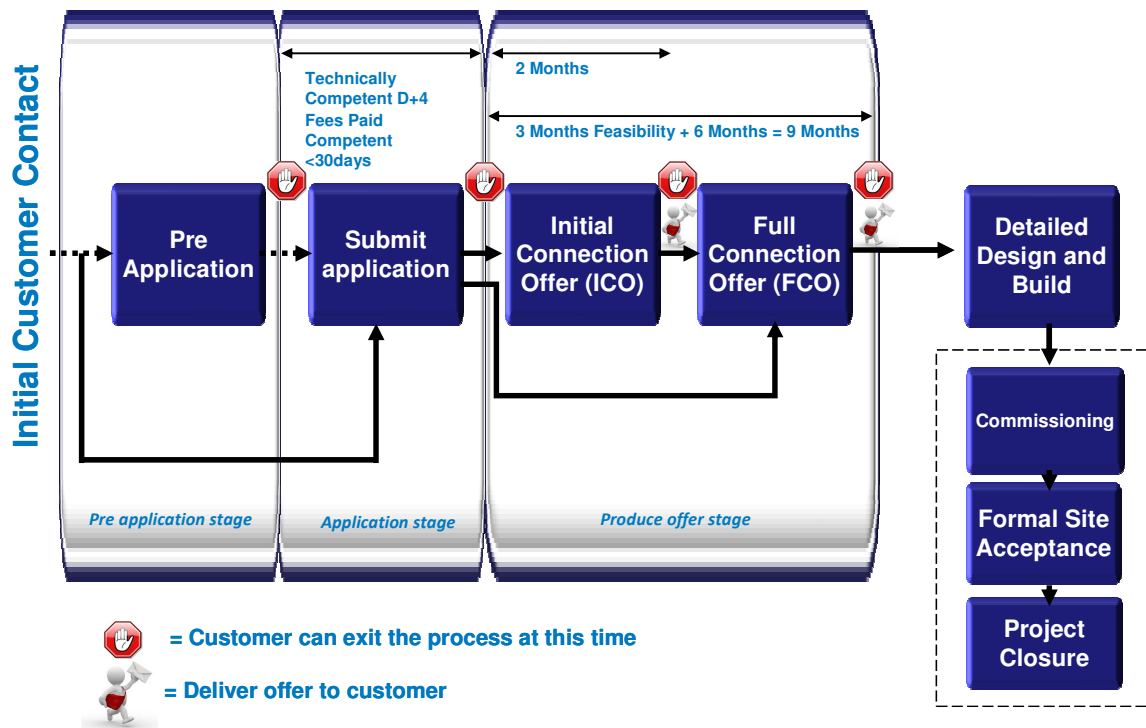 Initial Customer Contact
2 Months
Technically
Competent D+4
Fees Paid
Competent
<30days
3 Months Feasibility + 6 Months = 9 Months
Pre
Application
Submit
application
Initial
Connection
Offer (ICO)
Full
Connection
Offer (FCO)
Detailed
Design and
Build
Commissioning
Formal Site
Acceptance
Project
Closure
Pre application stage
Application stage
Produce offer stage
= Customer can exit the process at this time
= Deliver offer to customer